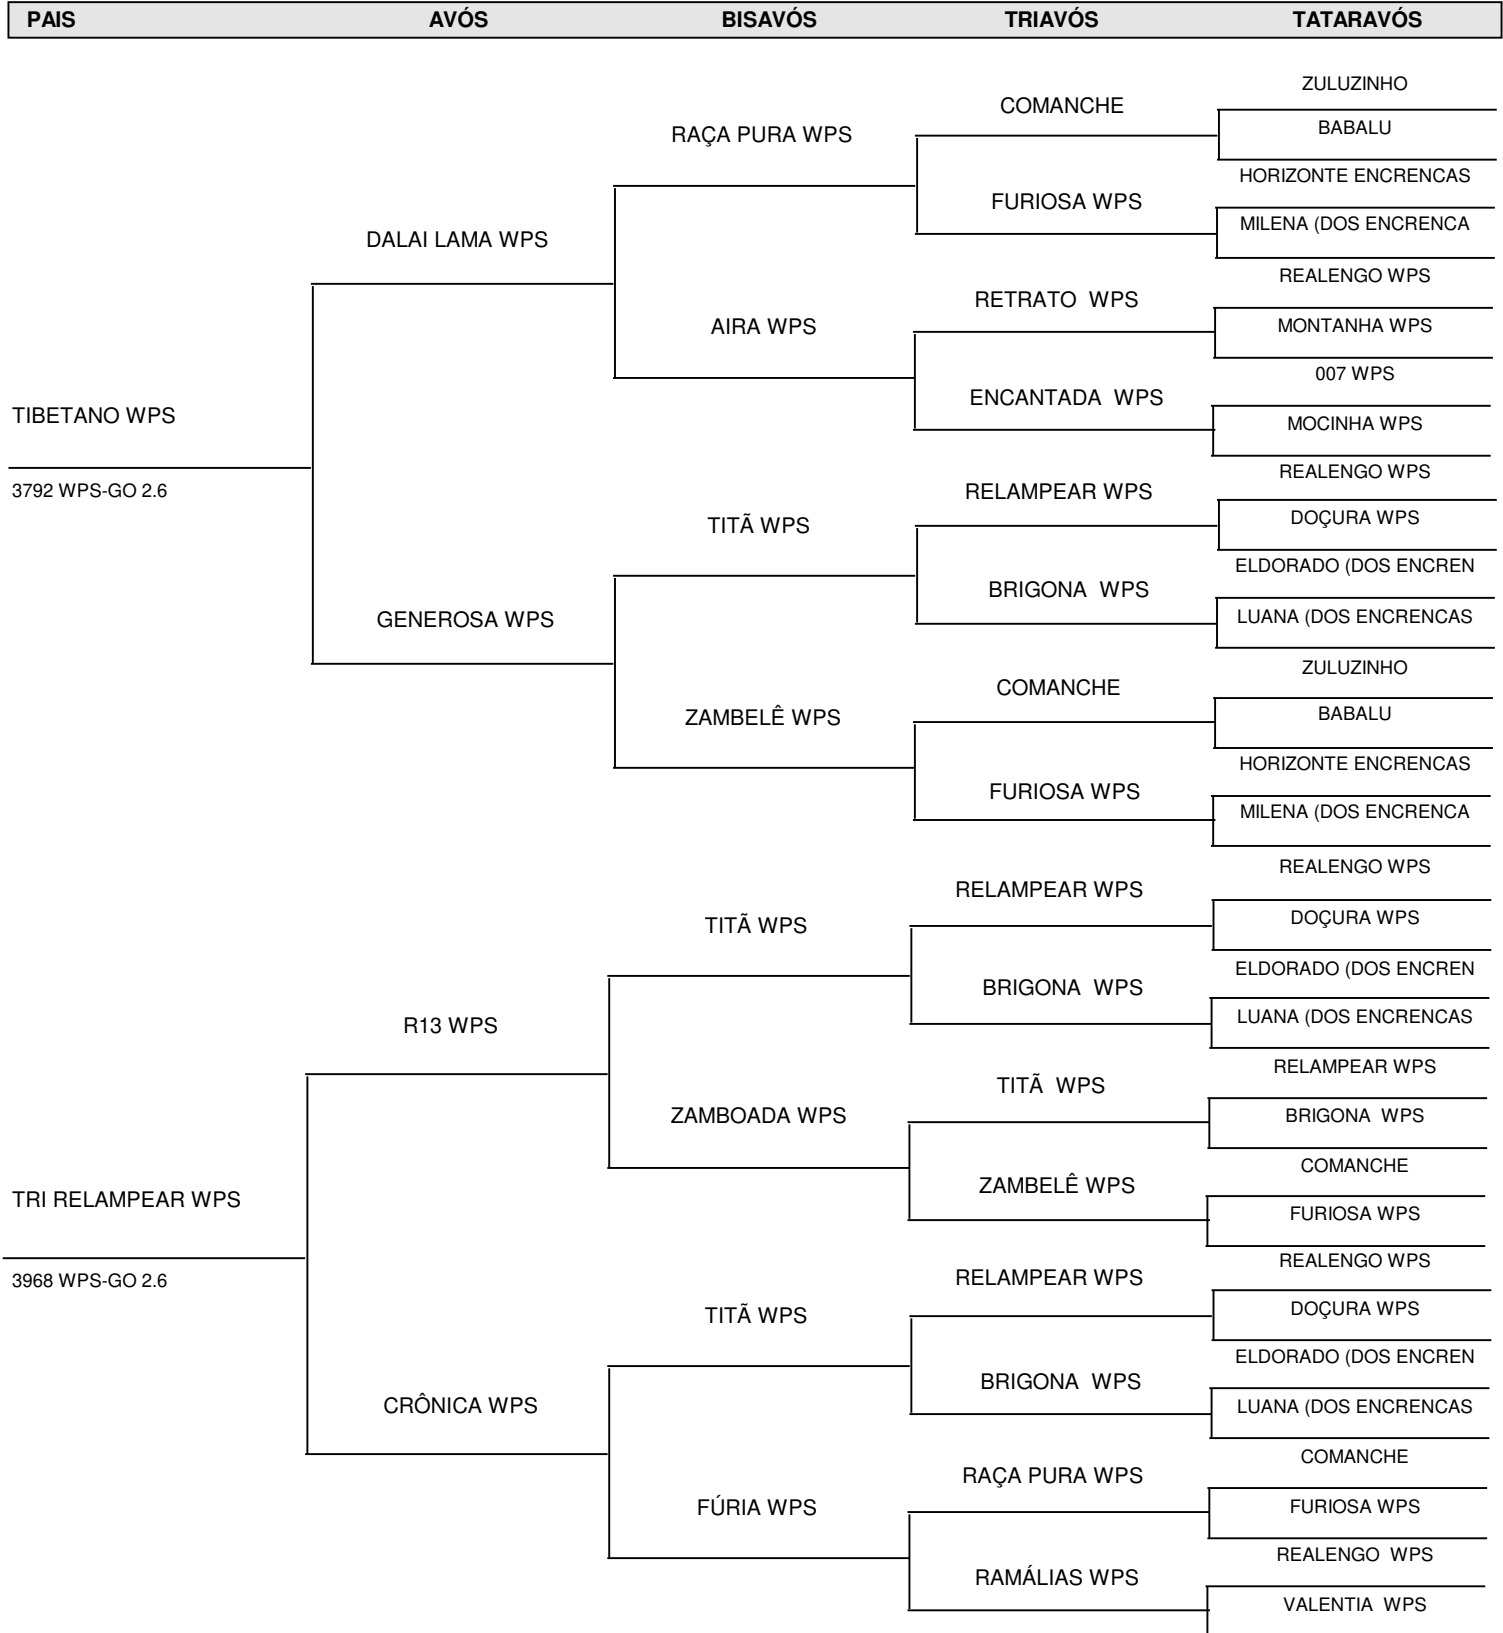 PAIS AVÓS BISAVÓS TRIAVÓS TATARAVÓS
ZULUZINHO
COMANCHE
BABALU
RAÇA PURA WPS
HORIZONTE ENCRENCAS
FURIOSA WPS
MILENA (DOS ENCRENCA
DALAI LAMA WPS
REALENGO WPS
RETRATO WPS
AIRA WPS
MONTANHA WPS
007 WPS
ENCANTADA WPS
TIBETANO WPS
MOCINHA WPS
REALENGO WPS
3792 WPS-GO 2.6
RELAMPEAR WPS
DOÇURA WPS
TITÃ WPS
ELDORADO (DOS ENCREN
BRIGONA WPS
LUANA (DOS ENCRENCAS
GENEROSA WPS
ZULUZINHO
COMANCHE
BABALU
ZAMBELÊ WPS
HORIZONTE ENCRENCAS
FURIOSA WPS
MILENA (DOS ENCRENCA
REALENGO WPS
RELAMPEAR WPS
DOÇURA WPS
TITÃ WPS
ELDORADO (DOS ENCREN
BRIGONA WPS
LUANA (DOS ENCRENCAS
R13 WPS
RELAMPEAR WPS
TITÃ WPS
ZAMBOADA WPS
BRIGONA WPS
COMANCHE
ZAMBELÊ WPS
TRI RELAMPEAR WPS
FURIOSA WPS
REALENGO WPS
3968 WPS-GO 2.6
RELAMPEAR WPS
DOÇURA WPS
TITÃ WPS
ELDORADO (DOS ENCREN
BRIGONA WPS
CRÔNICA WPS
LUANA (DOS ENCRENCAS
COMANCHE
RAÇA PURA WPS
FÚRIA WPS
FURIOSA WPS
REALENGO WPS
RAMÁLIAS WPS
VALENTIA WPS